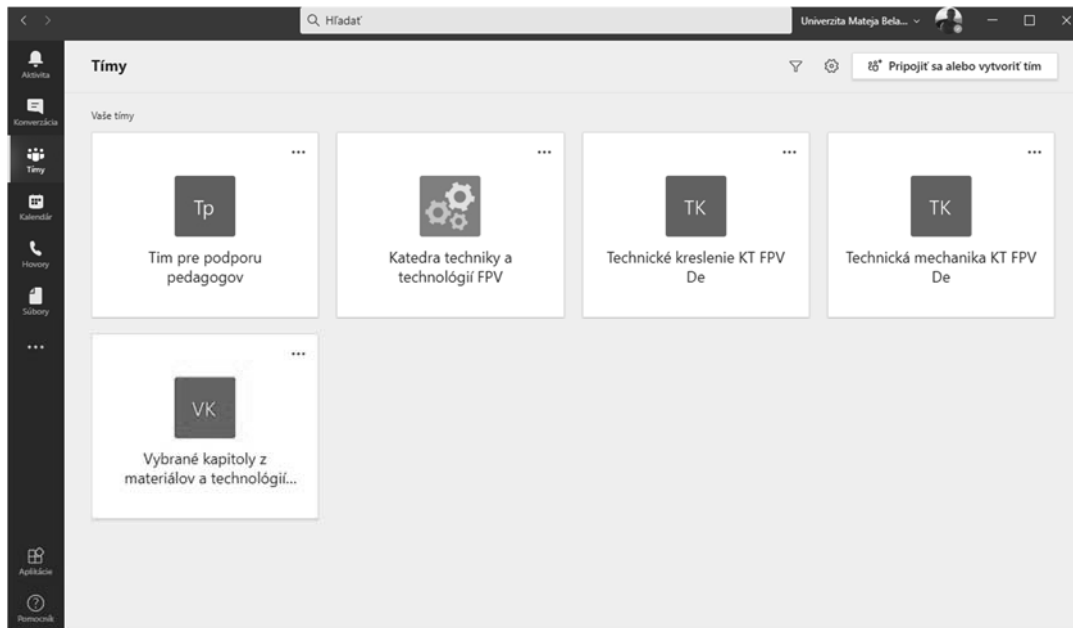 Hľadať
Univerzita Mateja Bela...
Aktivita
Konverzácia
Tímy
Kalendár
Hovory
Súbory
Aplikácie
Pomocník
Tímy
Pripojiť sa alebo vytvoriť tím
Vaše tímy
Tp
Tim pre podporu
pedagogov
Katedra techniky a
technológií FPV
TK
Technické kreslenie KT FPV
De
TK
Technická mechanika KT FPV
De
VK
Vybrané kapitoly z
materiálov a technológií...